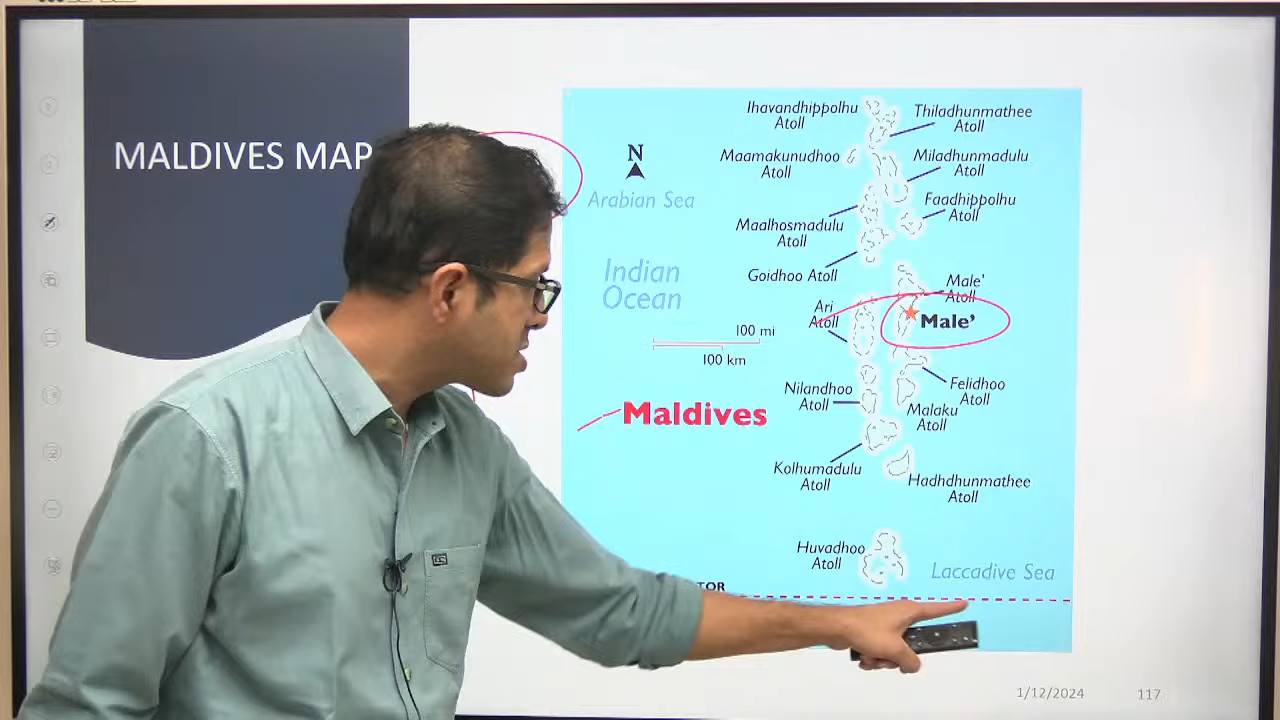 MALDIVES MAP
Ihavandhippolhu
Atoll
Thiladhunmathee
Atoll
N
Maamakunudhoo
Atoll
Miladhunmadulu
Atoll
Arabian Sea
Faadhippolhu
Atoll
Maalhosmadulu
Atoll
Indian
Ocean
Goidhoo Atoll
Male'
Atoll
Ari
Atoll
Male'
100 mi
100 km
Nilandhoo
Atoll
Felidhoo
Atoll
Maldives
Malaku
Atoll
Kolhumadulu
Atoll
Hadhdhunmathee
Atoll
Huvadhoo
Atoll
Laccadive Sea
TOR
1/12/2024 117